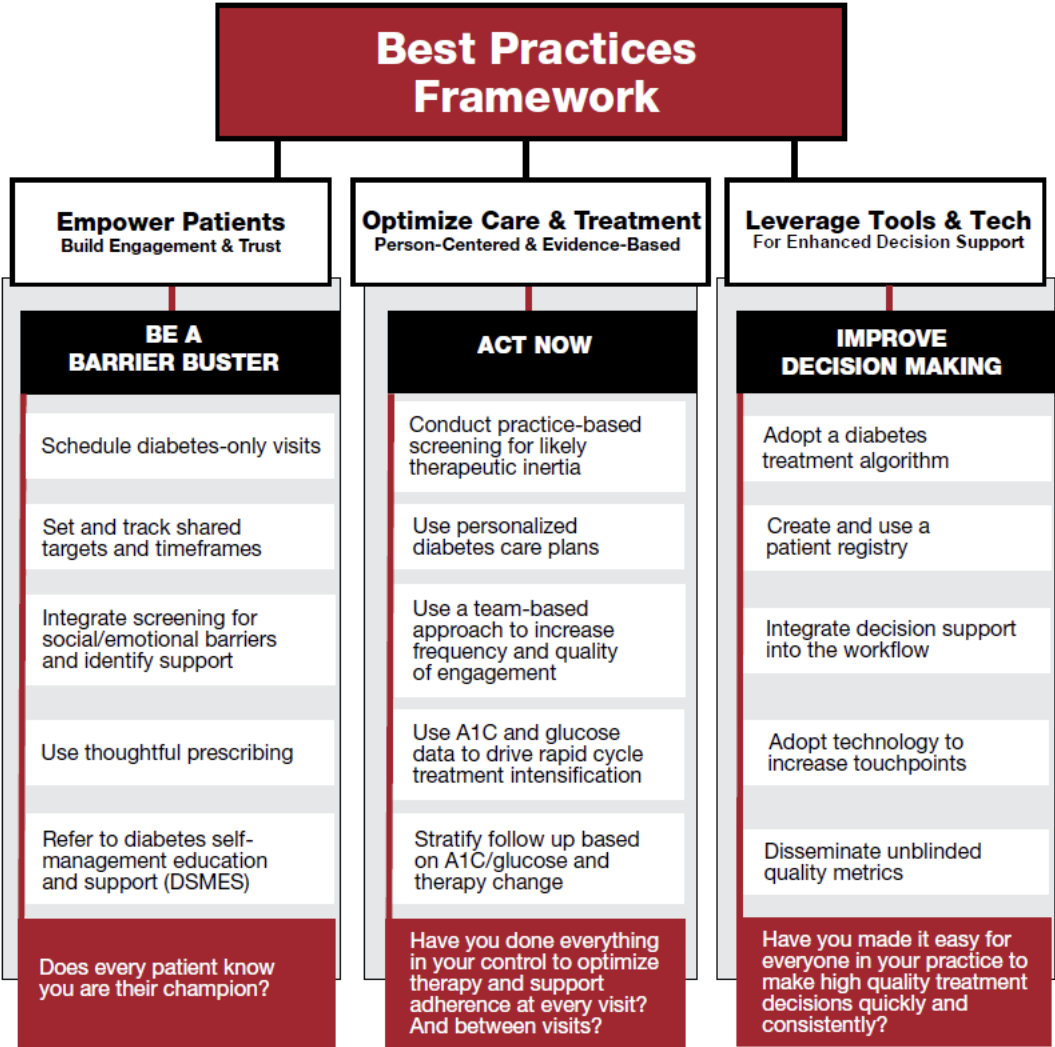 Best Practices
Framework
Empower Patients
Build Engagement & Trust
BE A
BARRIER BUSTER
Schedule diabetes-only visits
Set and track shared
targets and timeframes
Integrate screening for
social/emotional barriers
and identify support
Use thoughtful prescribing
Refer to diabetes self-
management education
and support (DSMES)
Does every patient know
you are their champion?
Optimize Care & Treatment
Person-Centered & Evidence-Based
ACT NOW
Conduct practice-based
screening for likely
therapeutic inertia
Use personalized
diabetes care plans
Use a team-based
approach to increase
frequency and quality
of engagement
Use A1C and glucose
data to drive rapid cycle
treatment intensification
Stratify follow up based
on A1C/glucose and
therapy change
Have you done everything
in your control to optimize
therapy and support
adherence at every visit?
And between visits?
Leverage Tools & Tech
For Enhanced Decision Support
IMPROVE
DECISION MAKING
Adopt a diabetes
treatment algorithm
Create and use a
patient registry
Integrate decision support
into the workflow
Adopt technology to
increase touchpoints
Disseminate unblinded
quality metrics
Have you made it easy for
everyone in your practice to
make high quality treatment
decisions quickly and
consistently?